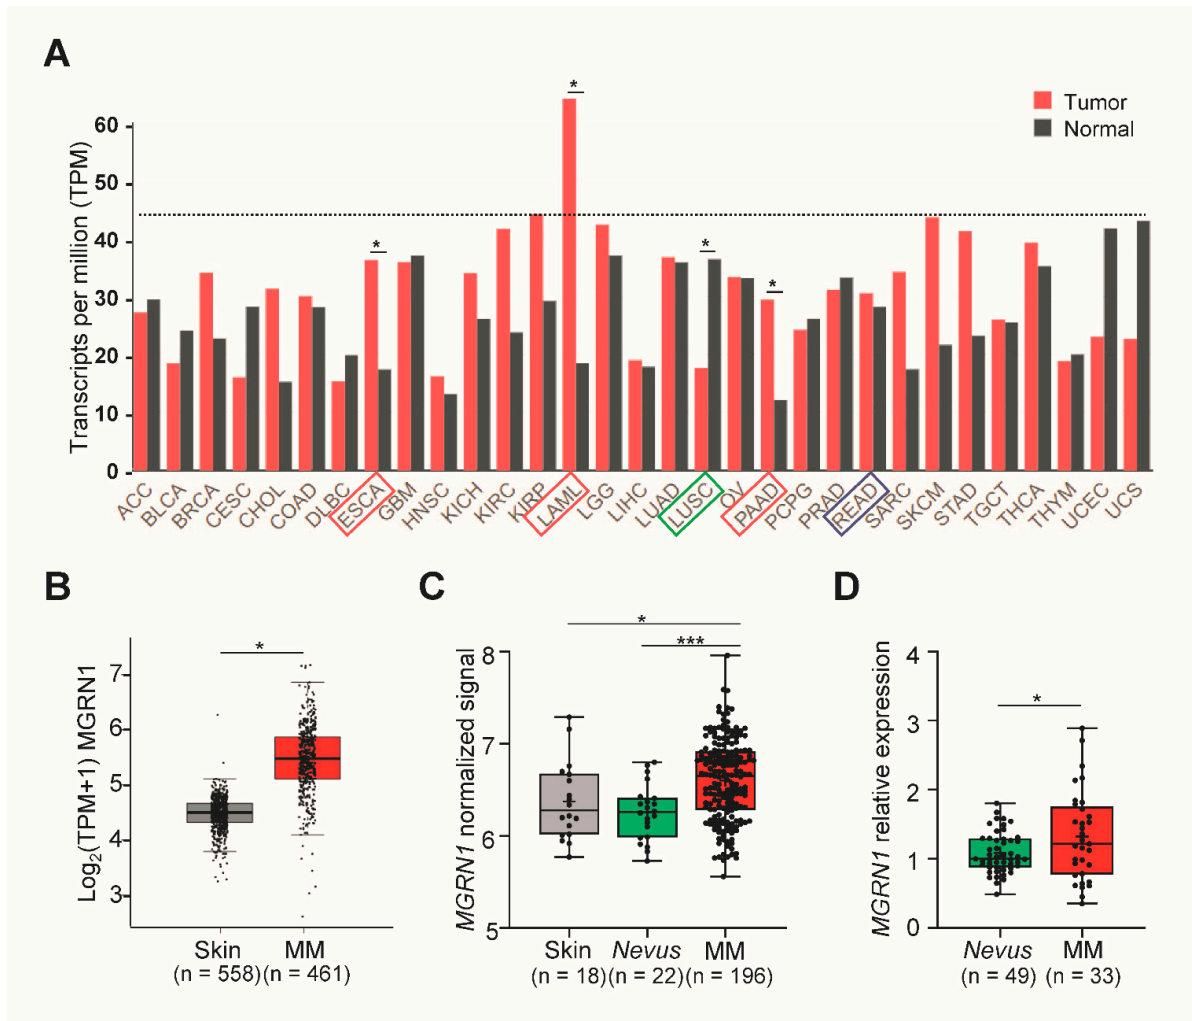 A
Transcripts per million (TPM)
60
50
40
30
20
10
0
*
*
*
*
Tumor
Normal
ACC
BLCA
BRCA
CESC
CHOL
COAD
DLBC
ESCA
GBM
HNSC
KICH
KIRC
KIRP
LAML
LGG
LIHC
LUAD
LUSC
OV
PAAD
PCPG
PRAD
READ
SARC
SKCM
STAD
TGCT
THCA
THYM
UCEC
UCS
B
Log2(TPM+1) MGRN1
7
6
5
4
3
*
Skin MM
(n = 558) (n = 461)
C
MGRN1 normalized signal
8
7
6
5
*
***
Skin Nevus MM
(n = 18) (n = 22) (n = 196)
D
MGRN1 relative expression
4
3
2
1
0
*
Nevus MM
(n = 49) (n = 33)